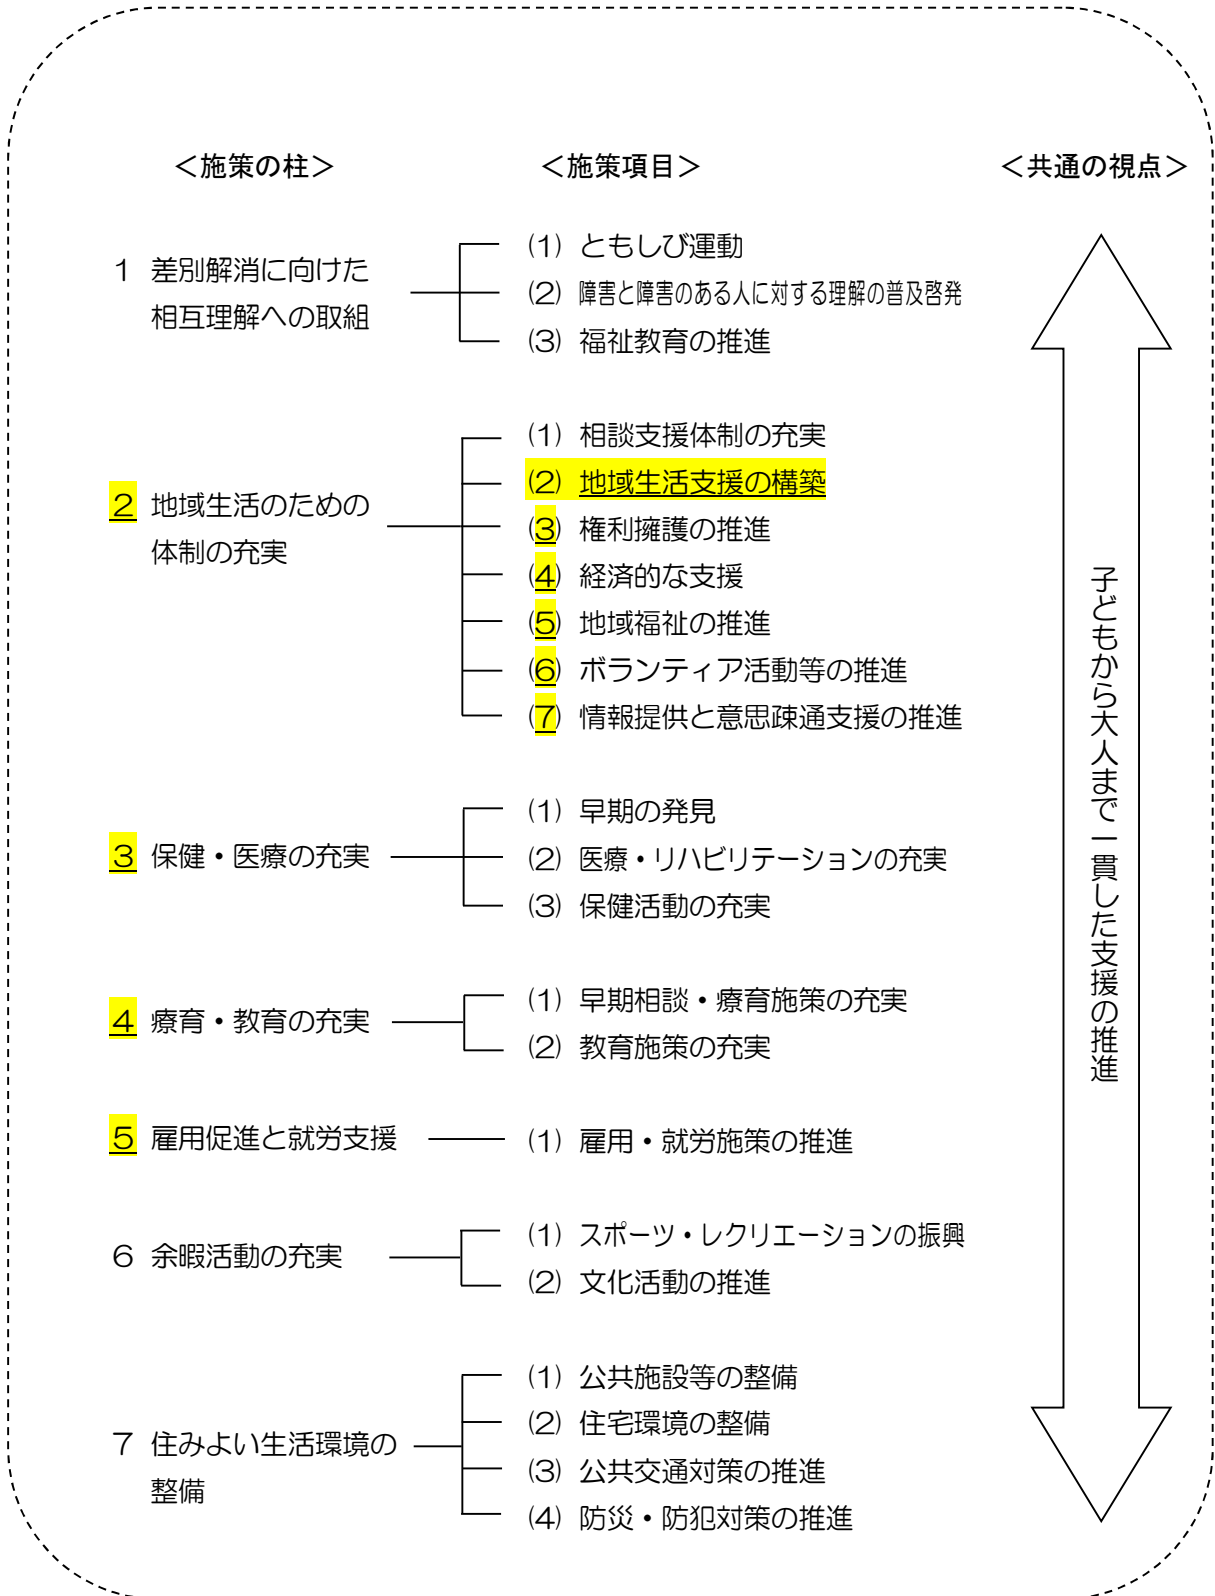 ＜施策の柱＞　＜施策項目＞　＜共通の視点＞
1　差別解消に向けた
相互理解への取組
(1) ともしび運動
(2) 障害と障害のある人に対する理解の普及啓発
(3) 福祉教育の推進
2　地域生活のための
体制の充実
(1) 相談支援体制の充実
(2) 地域生活支援の構築
(3) 権利擁護の推進
(4) 経済的な支援
(5) 地域福祉の推進
(6) ボランティア活動等の推進
(7) 情報提供と意思疎通支援の推進
3　保健・医療の充実
(1) 早期の発見
(2) 医療・リハビリテーションの充実
(3) 保健活動の充実
4　療育・教育の充実
(1) 早期相談・療育施策の充実
(2) 教育施策の充実
5　雇用促進と就労支援
(1) 雇用・就労施策の推進
6　余暇活動の充実
(1) スポーツ・レクリエーションの振興
(2) 文化活動の推進
7　住みよい生活環境の
整備
(1) 公共施設等の整備
(2) 住宅環境の整備
(3) 公共交通対策の推進
(4) 防災・防犯対策の推進
子どもから大人まで一貫した支援の推進